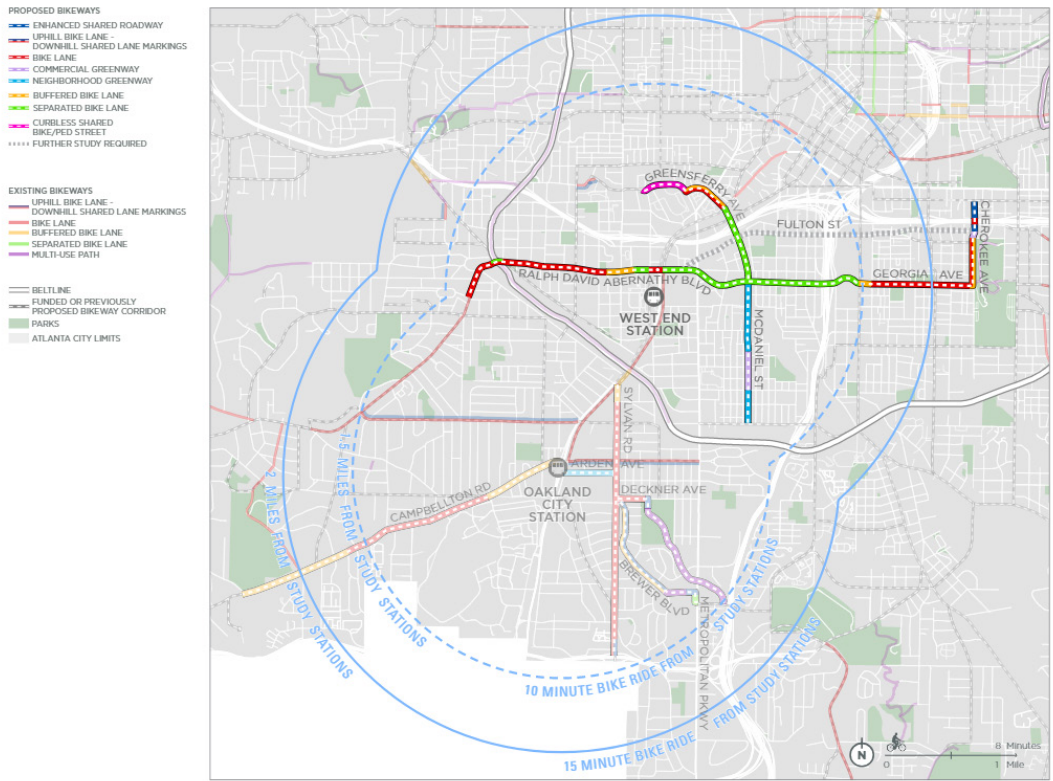 PROPOSED BIKEWAYS
ENHANCED SHARED ROADWAY
UPHILL BIKE LANE -
DOWNHILL SHARED LANE MARKINGS
BIKE LANE
COMMERCIAL GREENWAY
NEIGHBORHOOD GREENWAY
BUFFERED BIKE LANE
SEPARATED BIKE LANE
CURBLESS SHARED
BIKE/PED STREET
FURTHER STUDY REQUIRED
EXISTING BIKEWAYS
UPHILL BIKE LANE -
DOWNHILL SHARED LANE MARKINGS
BIKE LANE
BUFFERED BIKE LANE
SEPARATED BIKE LANE
MULTI-USE PATH
BELTLINE
FUNDED OR PREVIOUSLY
PROPOSED BIKEWAY CORRIDOR
PARKS
ATLANTA CITY LIMITS
GREENSFERRY AVE
FULTON ST
CHEROKEE AVE
RALPH DAVID ABERNATHY BLVD
GEORGIA AVE
WEST END
STATION
MCDANIEL ST
SYLVAN RD
ARDEN AVE
OAKLAND
CITY
STATION
DECKNER AVE
CAMPBELLTON RD
BREWER BLVD
METROPOLITAN PKWY
2 MILES FROM STUDY STATIONS
1.5 MILES FROM STUDY STATIONS
10 MINUTE BIKE RIDE FROM STUDY STATIONS
15 MINUTE BIKE RIDE FROM STUDY STATIONS
N
8 Minutes
0
1 Mile